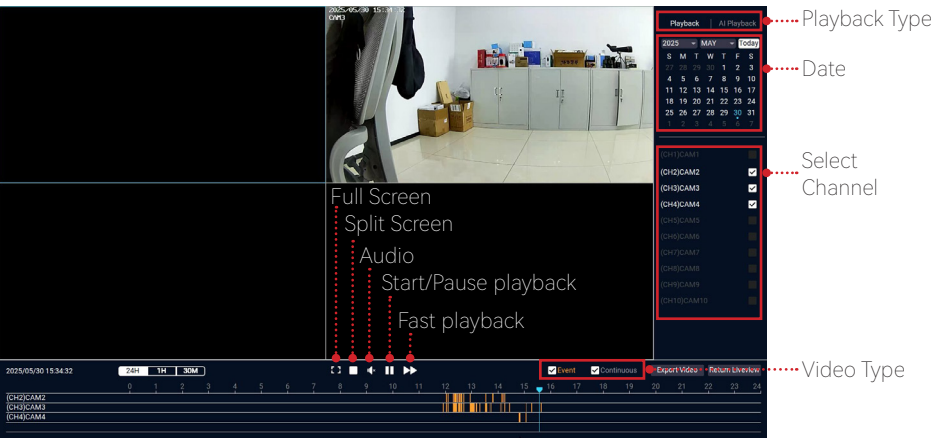 2025/05/30 15:34:32
CAM3
Playback | AI Playback
Playback Type
2025 MAY Today
S M T W T F S
27 28 29 30 1 2 3
4 5 6 7 8 9 10
11 12 13 14 15 16 17
18 19 20 21 22 23 24
25 26 27 28 29 30 31
1 2 3 4 5 6 7
Date
(CH1)CAM1
(CH2)CAM2
(CH3)CAM3
(CH4)CAM4
(CH5)CAM5
(CH6)CAM6
(CH7)CAM7
(CH8)CAM8
(CH9)CAM9
(CH10)CAM10
Select
Channel
Full Screen
Split Screen
Audio
Start/Pause playback
Fast playback
2025/05/30 15:34:32
24H 1H 30M
Event Continuous
Export Video Return Liveview
Video Type
0 1 2 3 4 5 6 7 8 9 10 11 12 13 14 15 16 17 18 19 20 21 22 23 24
(CH2)CAM2
(CH3)CAM3
(CH4)CAM4